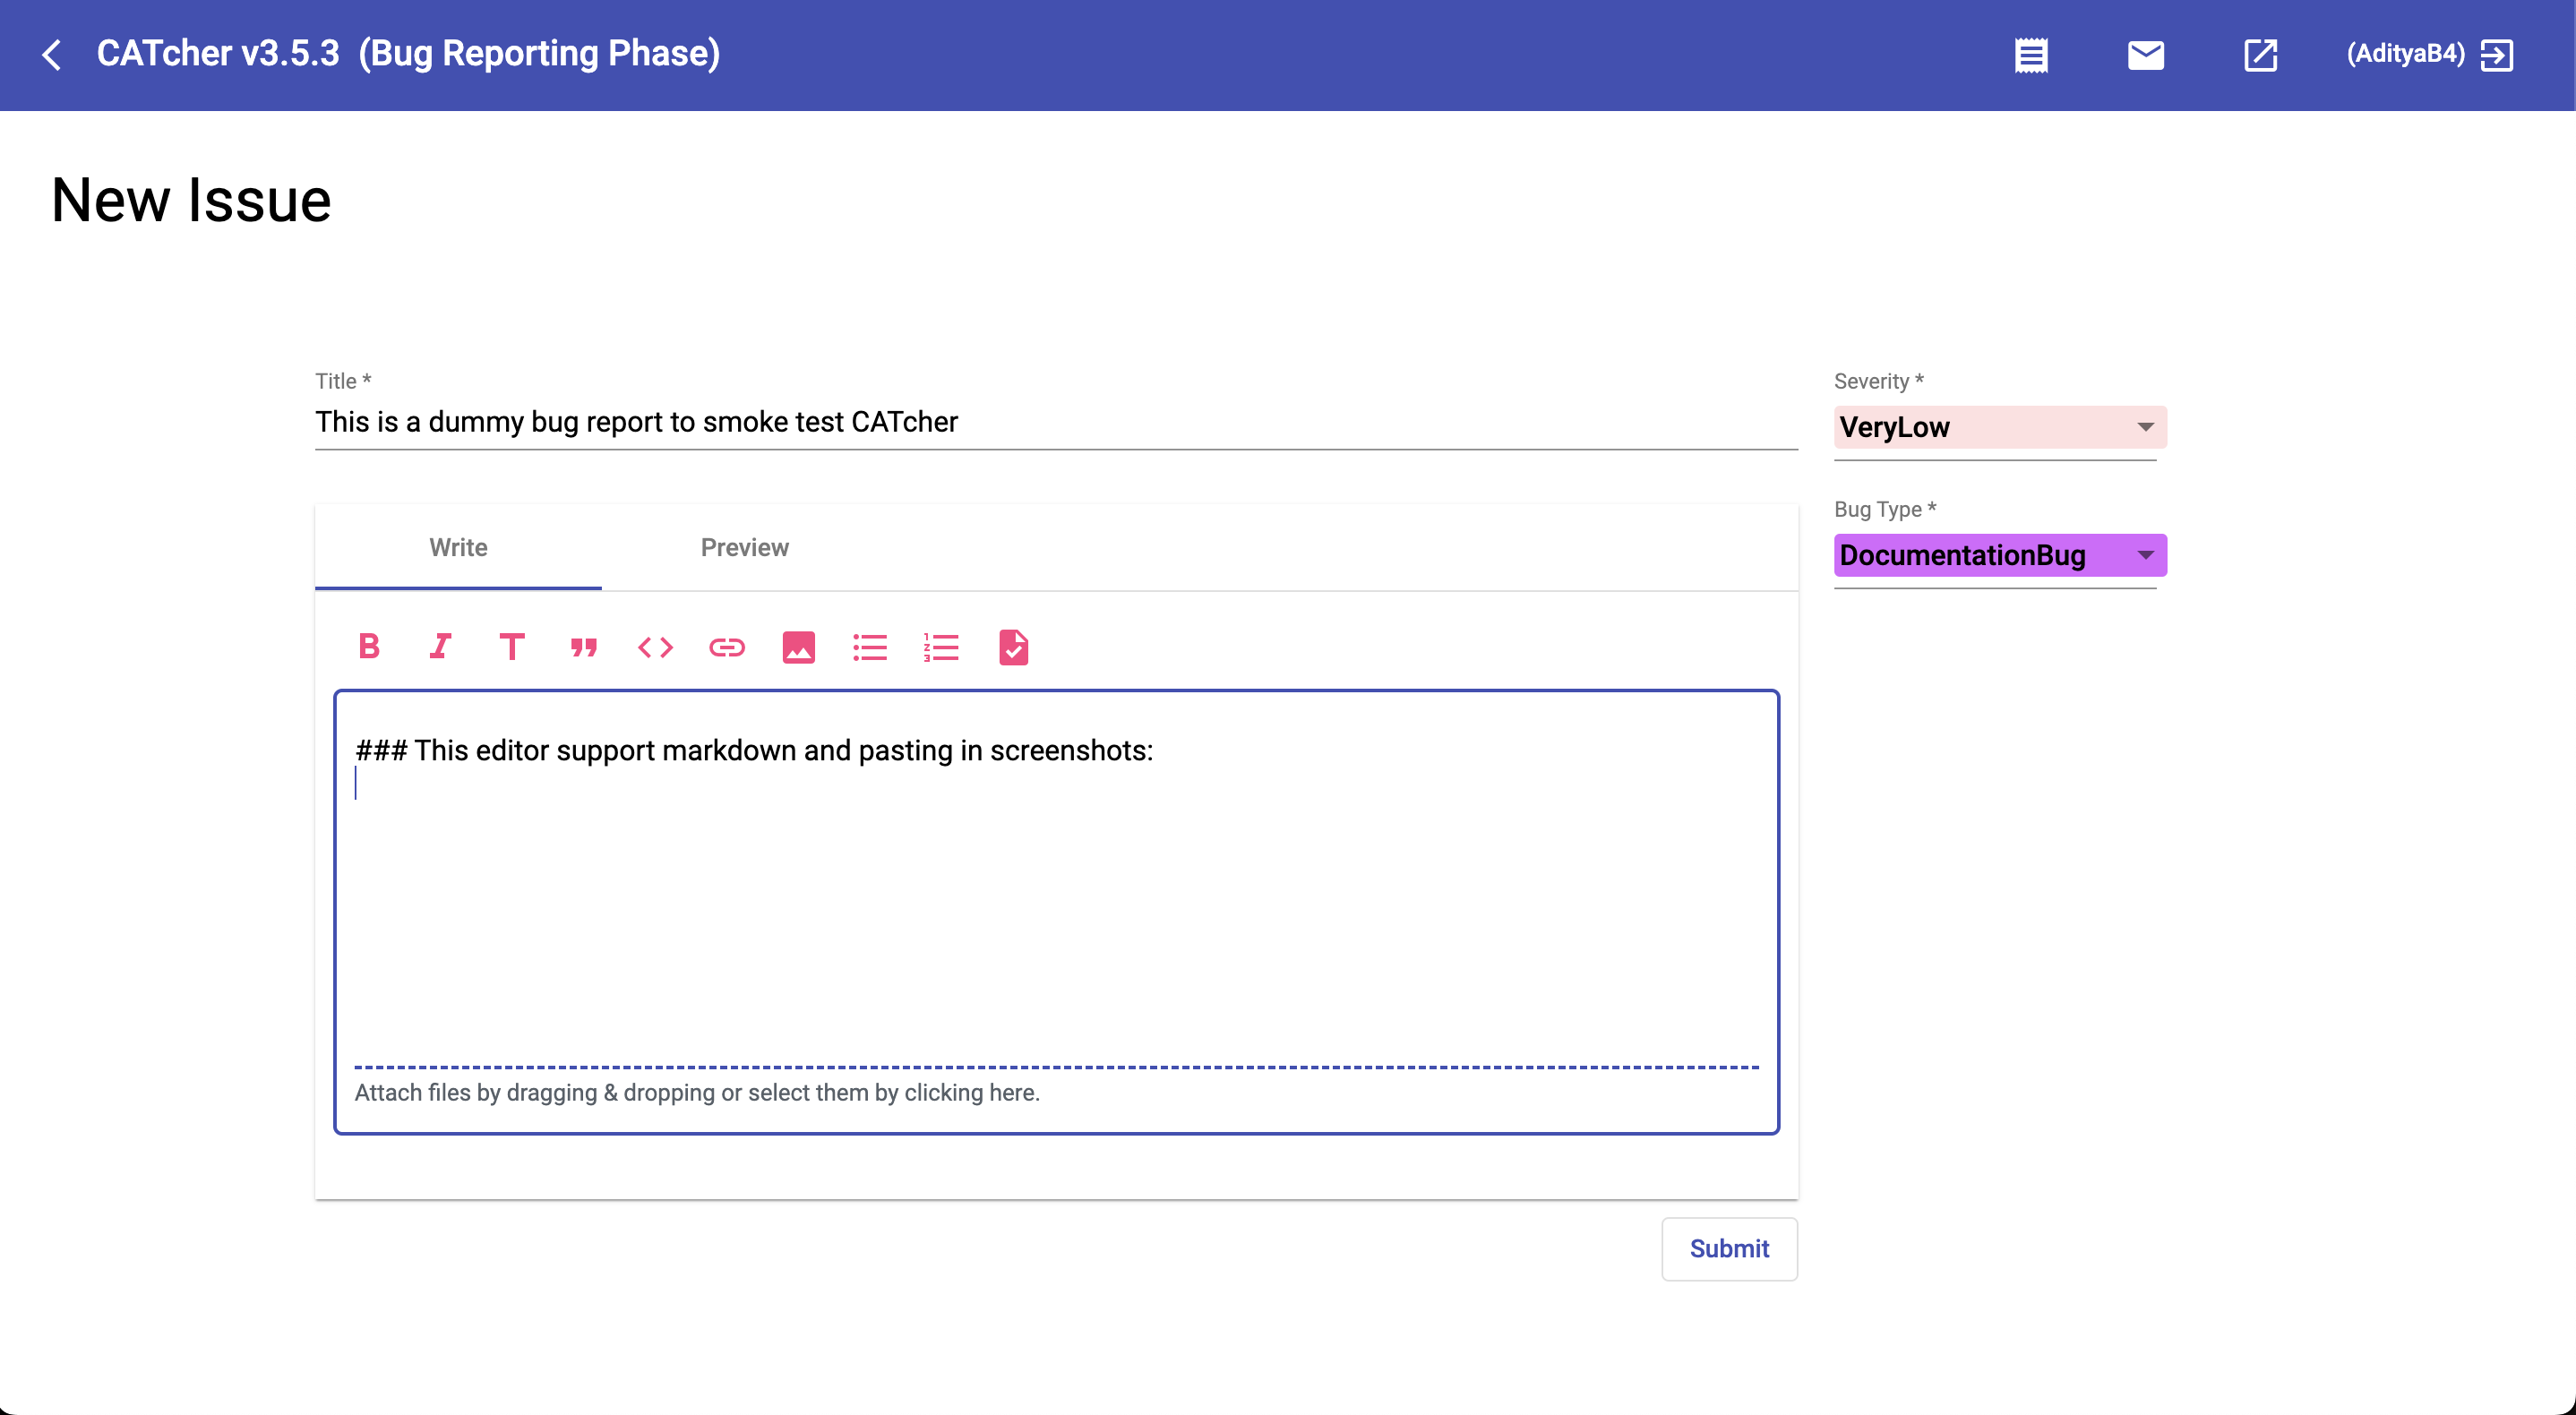 CATcher v3.5.3 (Bug Reporting Phase)
(AdityaB4)
New Issue
Title *
This is a dummy bug report to smoke test CATcher
Severity *
VeryLow
Bug Type *
DocumentationBug
Write Preview
### This editor support markdown and pasting in screenshots:
Attach files by dragging & dropping or select them by clicking here.
Submit